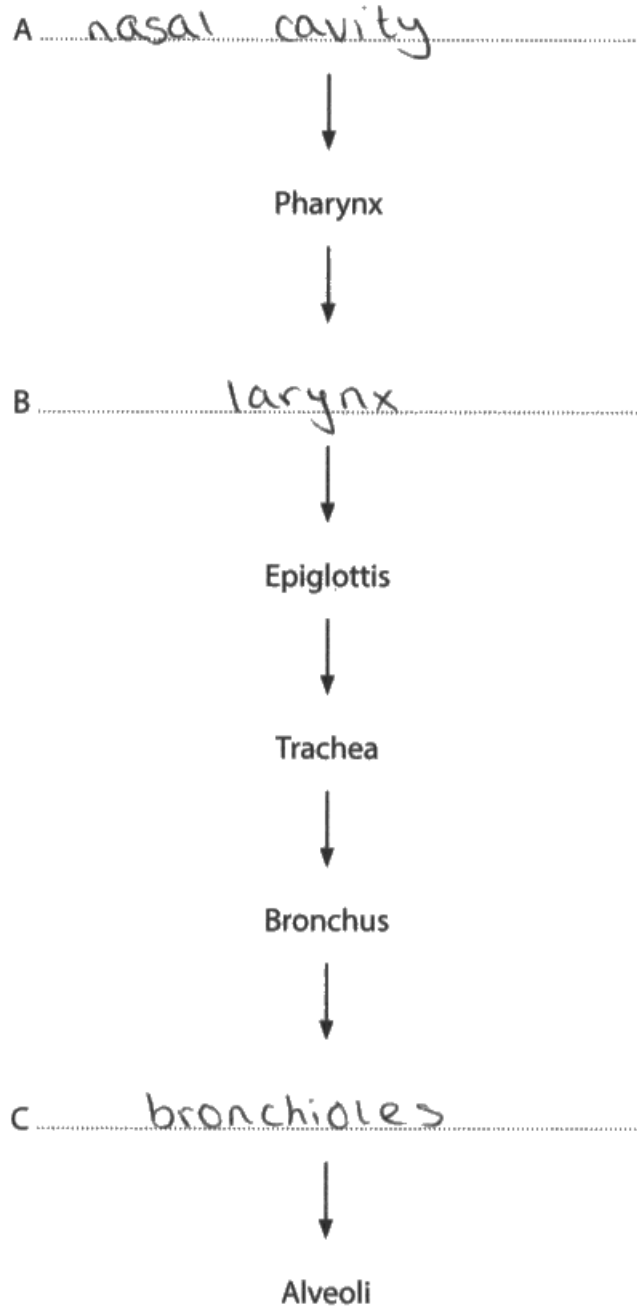 A nasal cavity
Pharynx
B larynx
Epiglottis
Trachea
Bronchus
C bronchioles
Alveoli